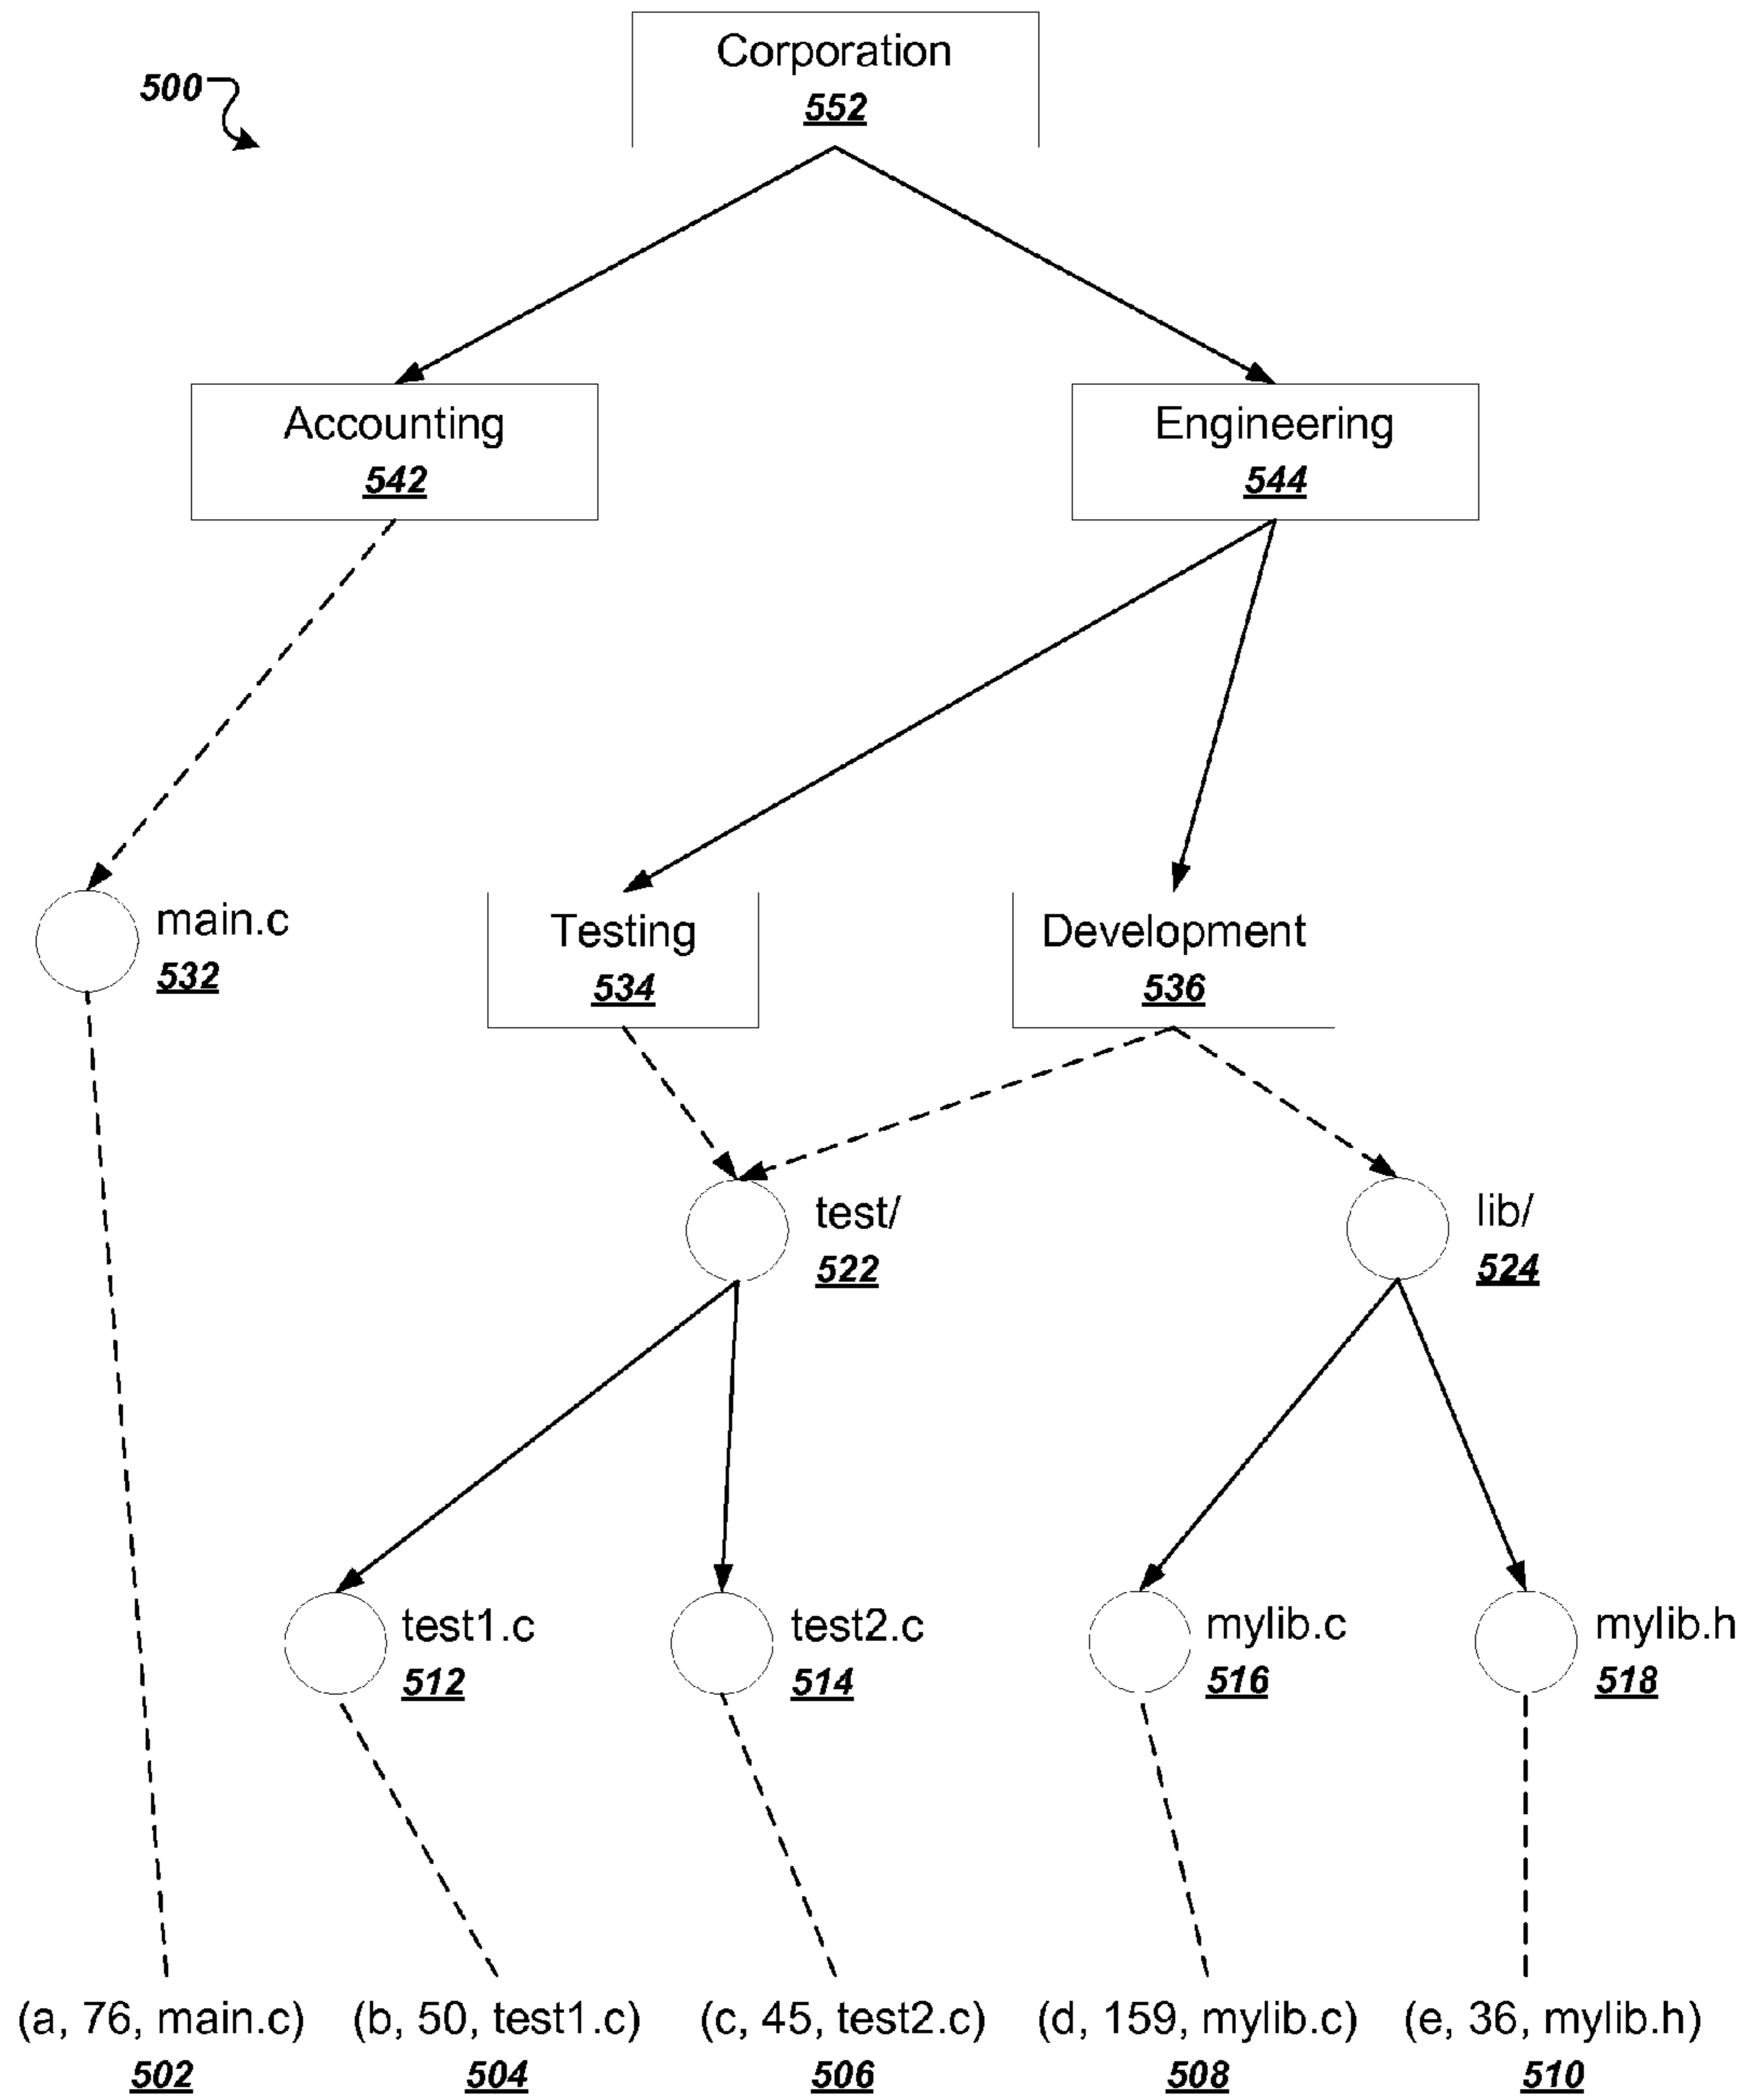 Corporation
552
500
Accounting
542
Engineering
544
main.c
532
Testing
534
Development
536
test/
522
lib/
524
test1.c
512
test2.c
514
mylib.c
516
mylib.h
518
(a, 76, main.c)
502
(b, 50, test1.c)
504
(c, 45, test2.c)
506
(d, 159, mylib.c)
508
(e, 36, mylib.h)
510